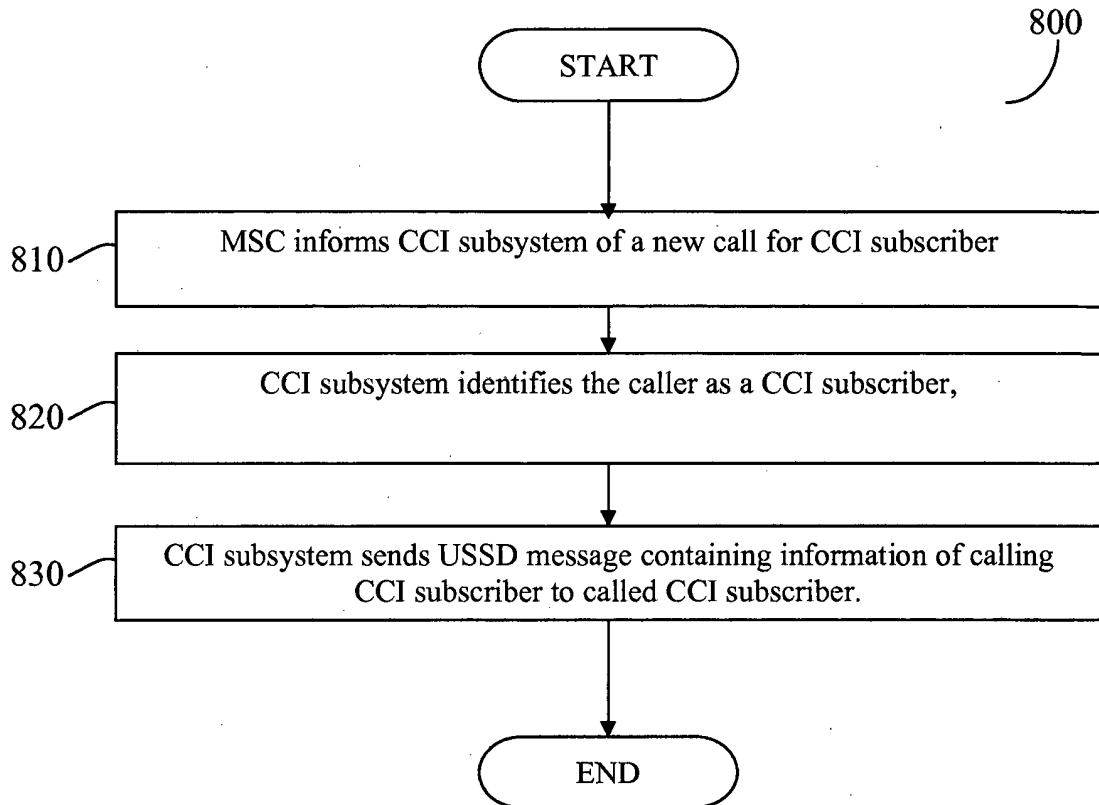 800
START
810
MSC informs CCI subsystem of a new call for CCI subscriber
820
CCI subsystem identifies the caller as a CCI subscriber,
830
CCI subsystem sends USSD message containing information of calling
CCI subscriber to called CCI subscriber.
END